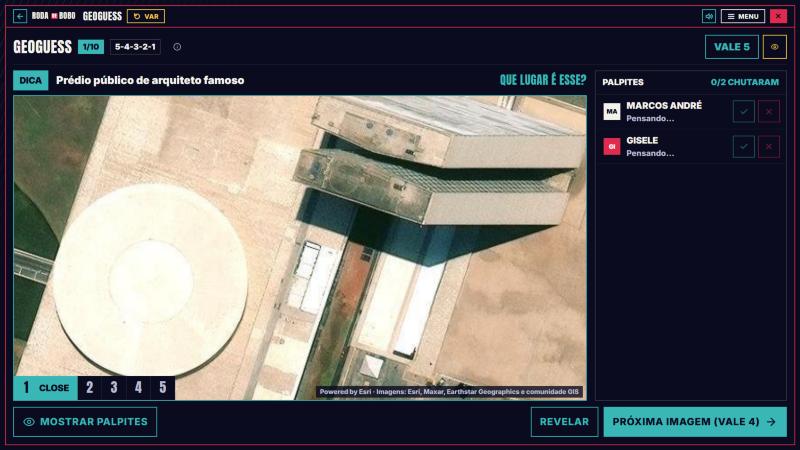 RODA OU BOBO GEOGUESS VAR MENU
GEOGUESS 1/10 5-4-3-2-1 VALE 5
DICA Prédio público de arquiteto famoso QUE LUGAR É ESSE?
PALPITES 0/2 CHUTARAM
MA MARCOS ANDRÉ
Pensando...
GI GISELE
Pensando...
1 CLOSE 2 3 4 5
Powered by Esri · Imagens: Esri, Maxar, Earthstar Geographics e comunidade GIS
MOSTRAR PALPITES REVELAR PRÓXIMA IMAGEM (VALE 4)